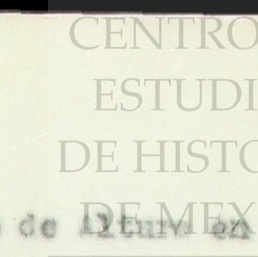 CENTRO
ESTUDI
DE HISTO
DE MEX
de Altura en